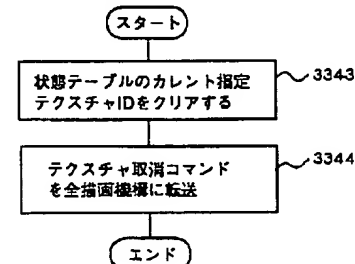 スタート
状態テーブルのカレント指定
テクスチャIDをクリアする
3343
テクスチャ取消コマンド
を全描画機構に転送
3344
エンド